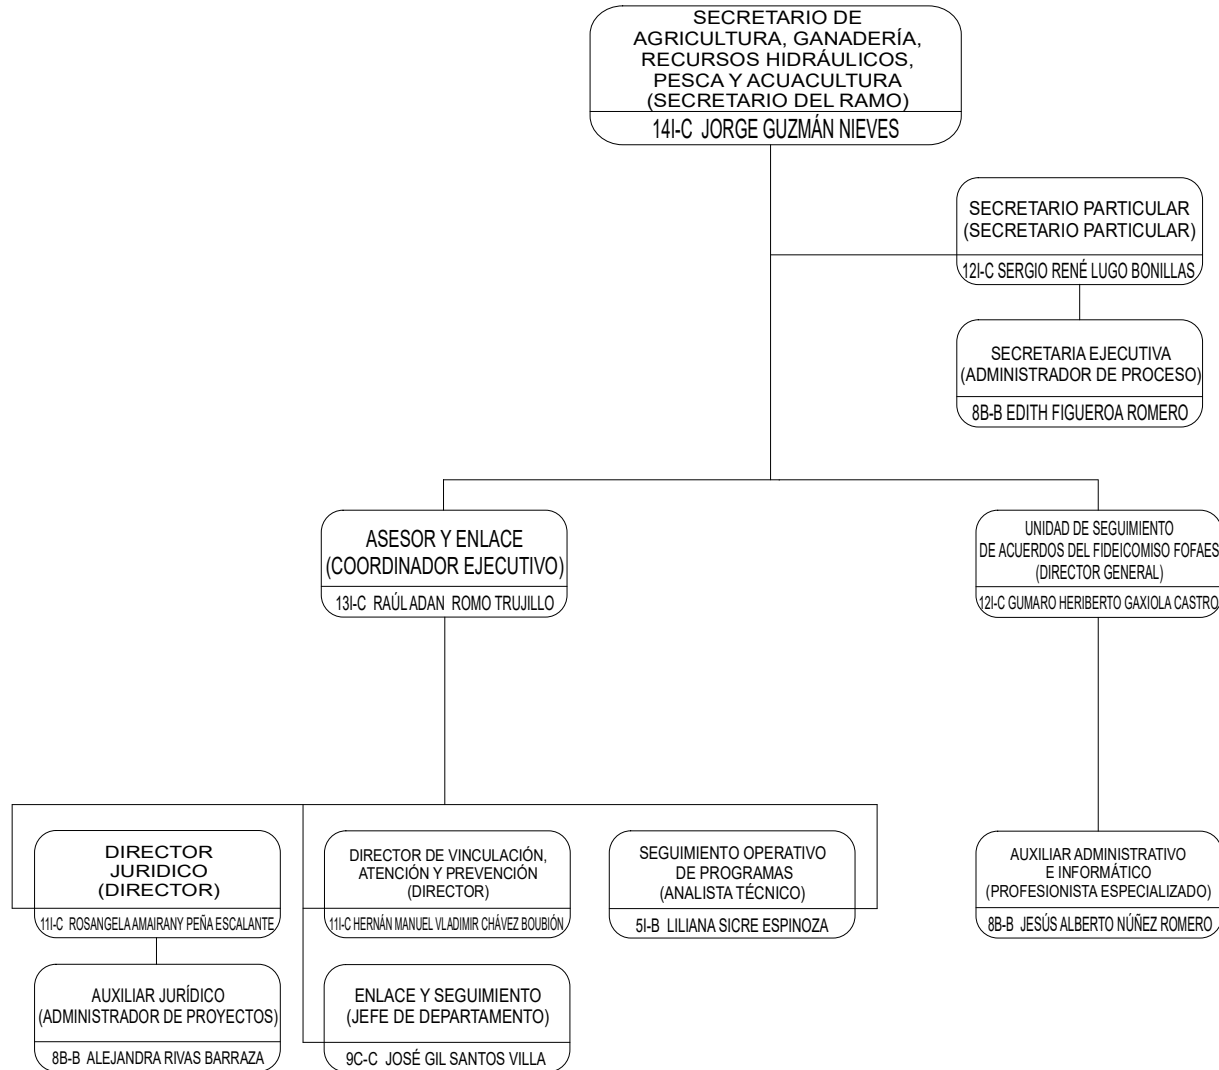 SECRETARIO DE
AGRICULTURA, GANADERÍA,
RECURSOS HIDRÁULICOS,
PESCA Y ACUACULTURA
(SECRETARIO DEL RAMO)
14I-C JORGE GUZMÁN NIEVES
SECRETARIO PARTICULAR
(SECRETARIO PARTICULAR)
12I-C SERGIO RENÉ LUGO BONILLAS
SECRETARIA EJECUTIVA
(ADMINISTRADOR DE PROCESO)
8B-B EDITH FIGUEROA ROMERO
ASESOR Y ENLACE
(COORDINADOR EJECUTIVO)
13I-C RAÚL ADAN ROMO TRUJILLO
UNIDAD DE SEGUIMIENTO
DE ACUERDOS DEL FIDEICOMISO FOFAES
(DIRECTOR GENERAL)
12I-C GUMARO HERIBERTO GAXIOLA CASTRO
DIRECTOR
JURIDICO
(DIRECTOR)
11I-C ROSANGELA AMAIRANY PEÑA ESCALANTE
DIRECTOR DE VINCULACIÓN,
ATENCIÓN Y PREVENCIÓN
(DIRECTOR)
11I-C HERNÁN MANUEL VLADIMIR CHÁVEZ BOUBIÓN
SEGUIMIENTO OPERATIVO
DE PROGRAMAS
(ANALISTA TÉCNICO)
5I-B LILIANA SICRE ESPINOZA
AUXILIAR ADMINISTRATIVO
E INFORMÁTICO
(PROFESIONISTA ESPECIALIZADO)
8B-B JESÚS ALBERTO NÚÑEZ ROMERO
AUXILIAR JURÍDICO
(ADMINISTRADOR DE PROYECTOS)
8B-B ALEJANDRA RIVAS BARRAZA
ENLACE Y SEGUIMIENTO
(JEFE DE DEPARTAMENTO)
9C-C JOSÉ GIL SANTOS VILLA